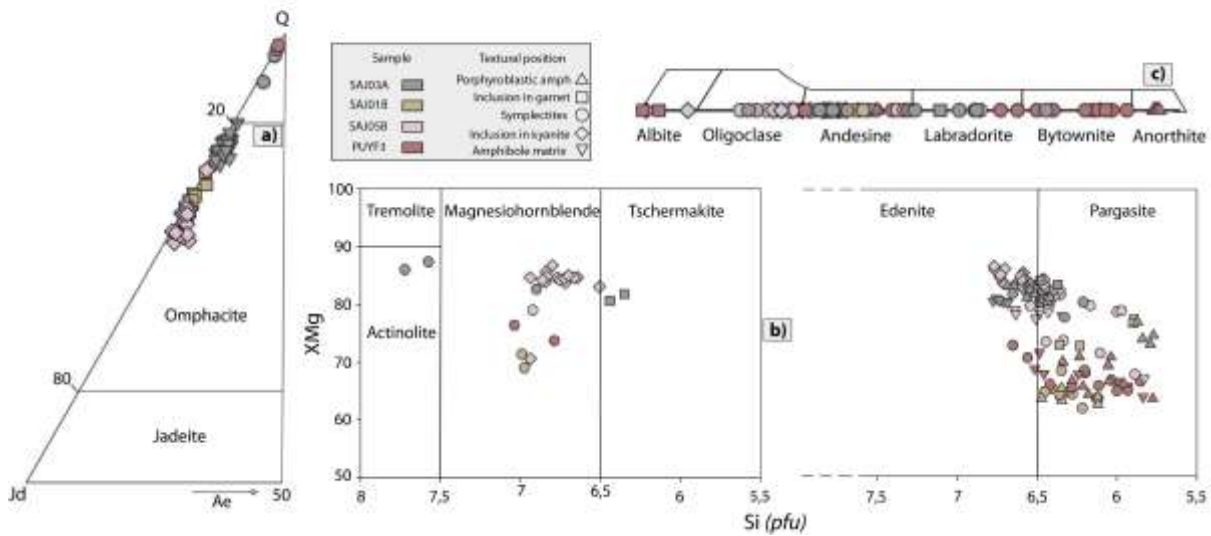 Q
20
a)
Omphacite
80
Jadeite
Jd
Ae
50
Sample
Textural position
SAJ03A
Porphyroblastic amph
Inclusion in garnet
SAJ01B
Symplectites
SAJ05B
Inclusion in kyanite
PUYF3
Amphibole matrix
c)
Albite Oligoclase Andesine Labradorite Bytownite Anorthite
100
Tremolite Magnesiohornblende Tschermakite
Edenite Pargasite
90
80
Actinolite
XMg
b)
70
60
50
8 7,5 7 6,5 6 5,5
7,5 7 6,5 6 5,5
Si (pfu)